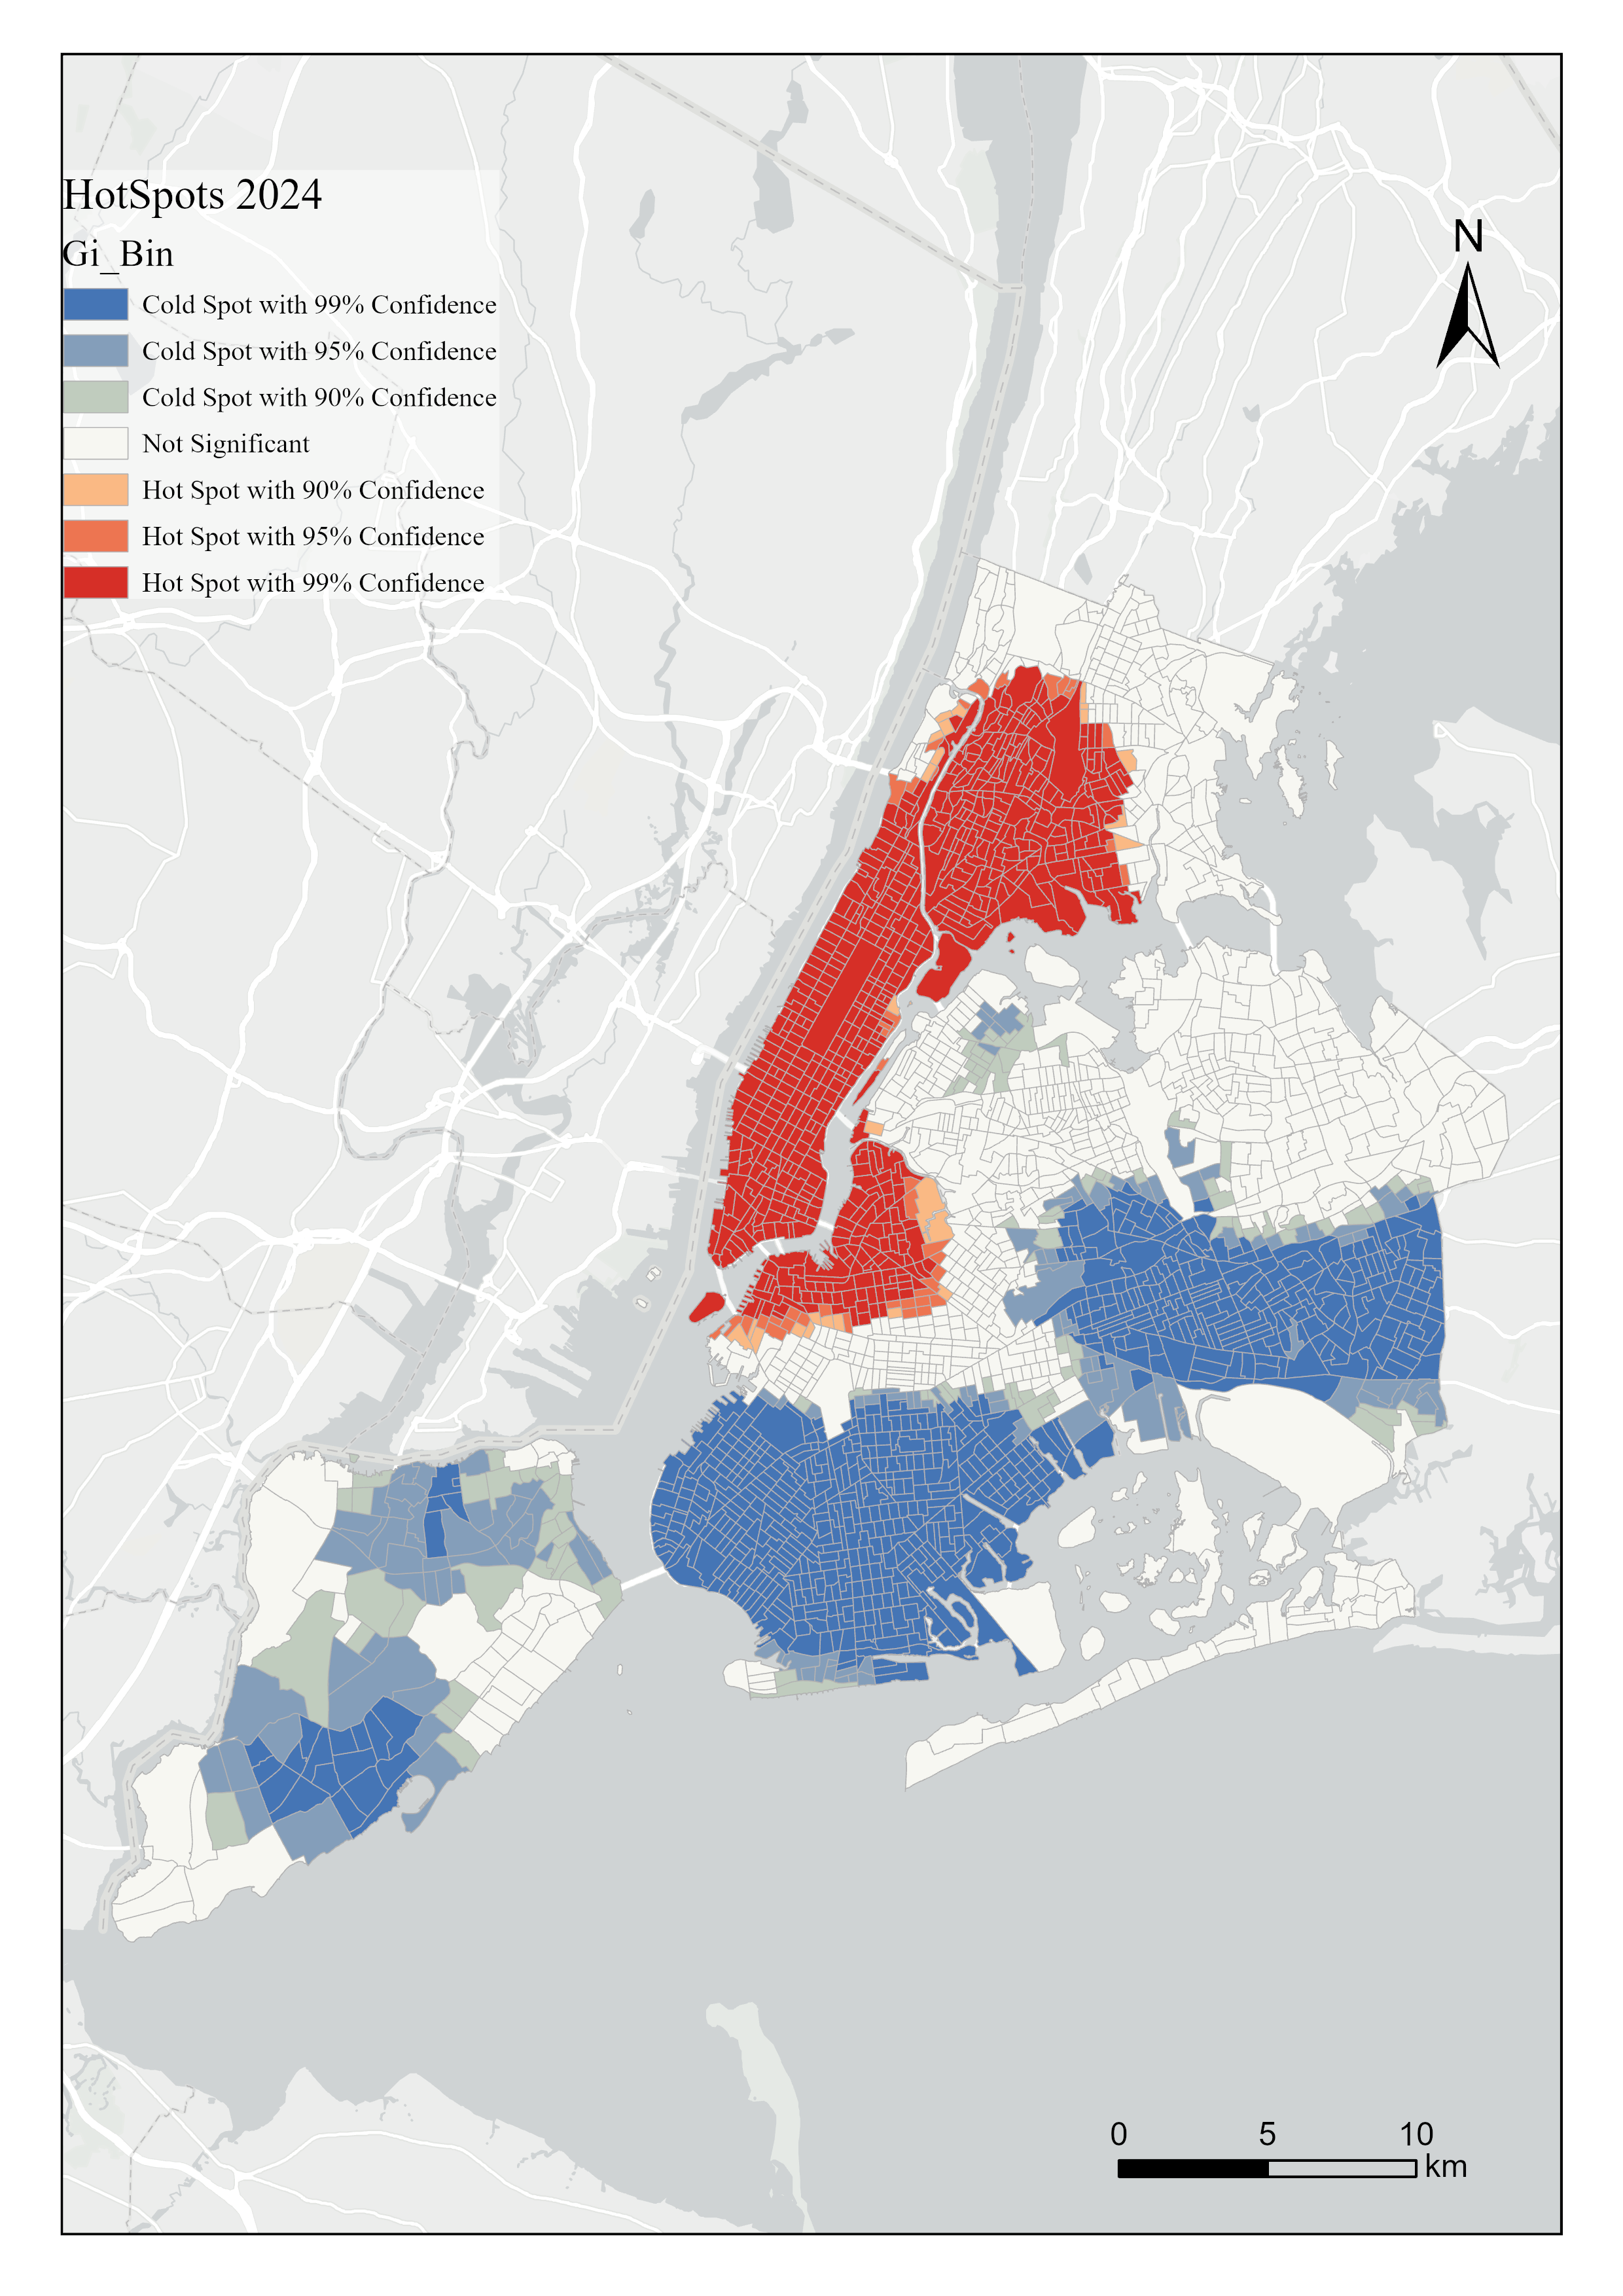 HotSpots 2024
Gi_Bin
Cold Spot with 99% Confidence
Cold Spot with 95% Confidence
Cold Spot with 90% Confidence
Not Significant
Hot Spot with 90% Confidence
Hot Spot with 95% Confidence
Hot Spot with 99% Confidence
N
0 5 10
km